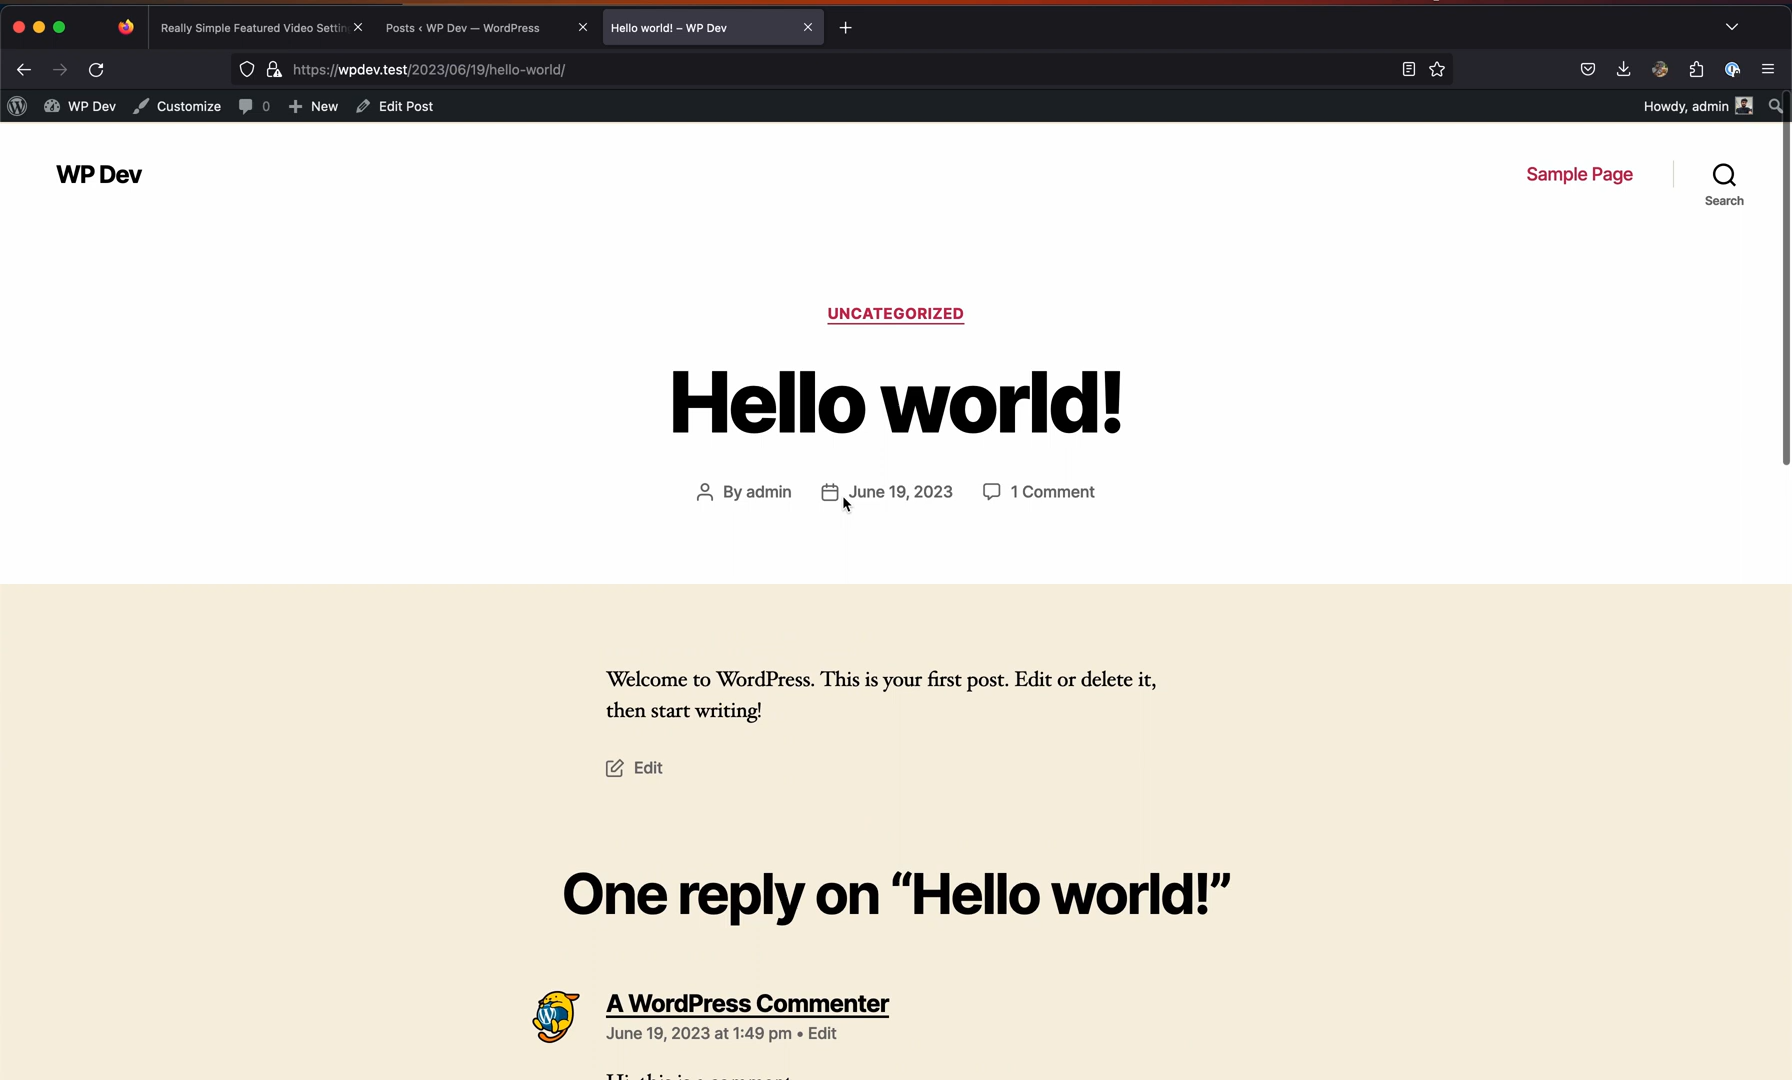 Really Simple Featured Video Settin
Posts ‹ WP Dev — WordPress
Hello world! – WP Dev
https://wpdev.test/2023/06/19/hello-world/
WP Dev
Customize
0
New
Edit Post
Howdy, admin
WP Dev
Sample Page
Search
UNCATEGORIZED
Hello world!
By admin
June 19, 2023
1 Comment
Welcome to WordPress. This is your first post. Edit or delete it,
then start writing!
Edit
One reply on “Hello world!”
A WordPress Commenter
June 19, 2023 at 1:49 pm • Edit
Hi, this is a comment.